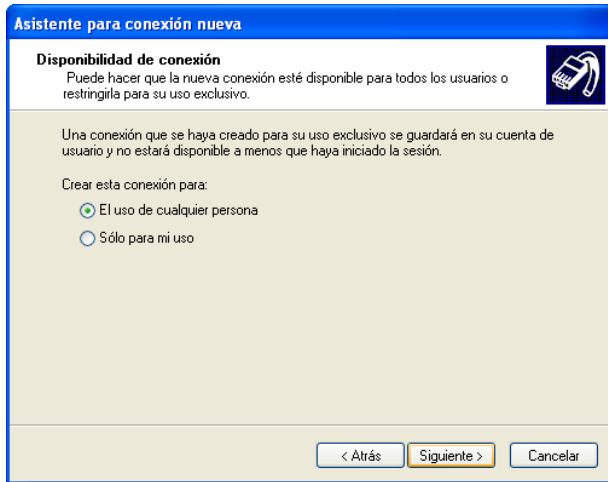 Asistente para conexión nueva
Disponibilidad de conexión
Puede hacer que la nueva conexión esté disponible para todos los usuarios o
restringirla para su uso exclusivo.
Una conexión que se haya creado para su uso exclusivo se guardará en su cuenta de
usuario y no estará disponible a menos que haya iniciado la sesión.
Crear esta conexión para:
El uso de cualquier persona
Sólo para mi uso
< Atrás Siguiente > Cancelar